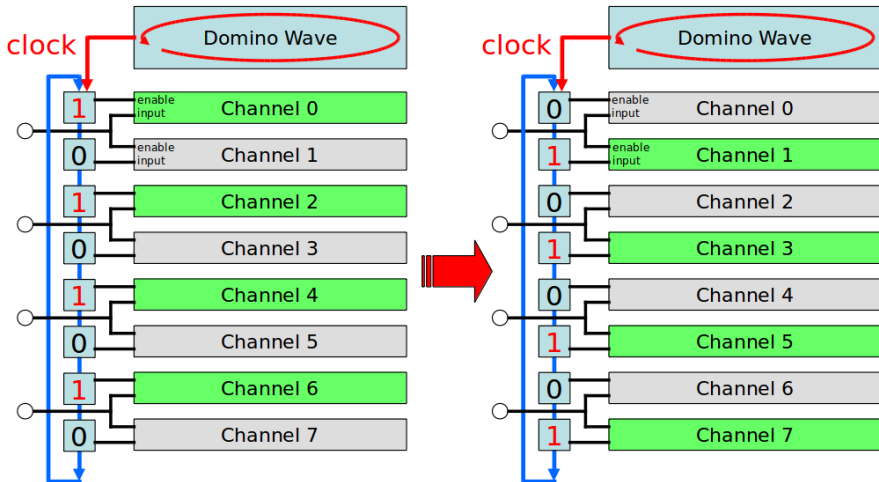 Domino Wave
clock
1
enable
input
Channel 0
0
enable
input
Channel 1
1
Channel 2
0
Channel 3
1
Channel 4
0
Channel 5
1
Channel 6
0
Channel 7
Domino Wave
clock
0
enable
input
Channel 0
1
enable
input
Channel 1
0
Channel 2
1
Channel 3
0
Channel 4
1
Channel 5
0
Channel 6
1
Channel 7